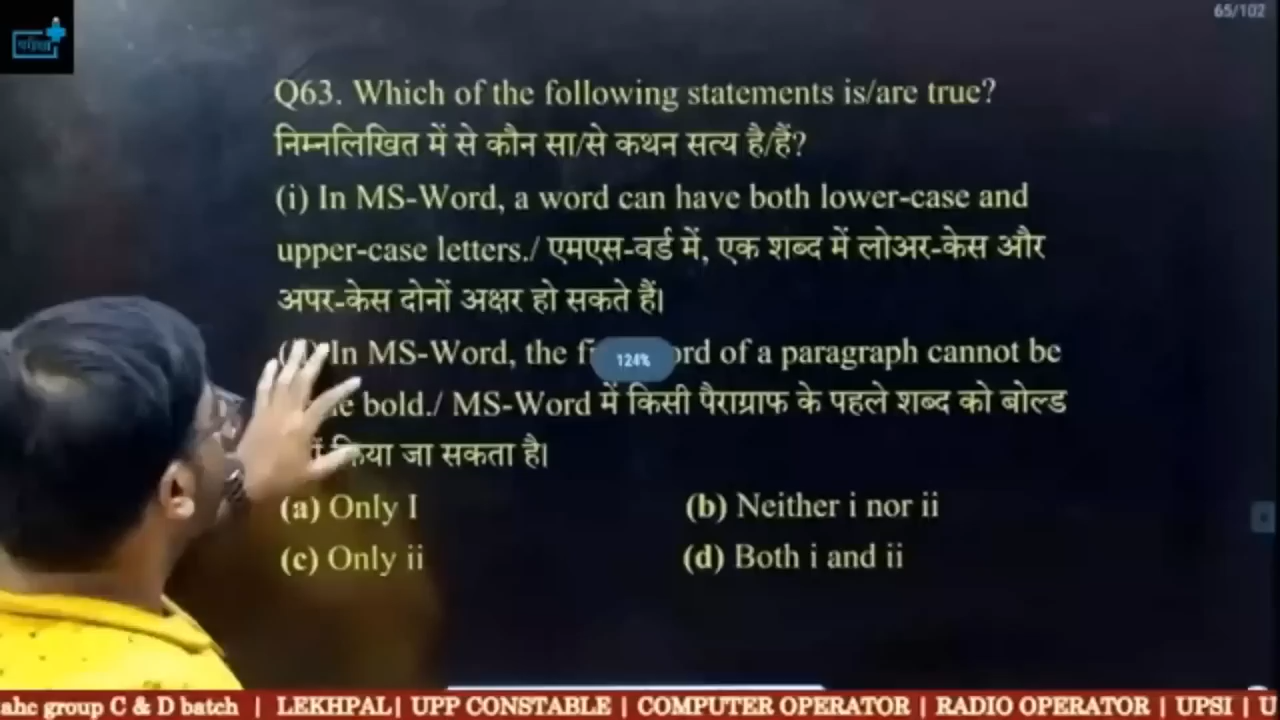 65/102
Q63. Which of the following statements is/are true?
निम्नलिखित में से कौन सा/से कथन सत्य है/हैं?
(i) In MS-Word, a word can have both lower-case and
upper-case letters./ एमएस-वर्ड में, एक शब्द में लोअर-केस और
अपर-केस दोनों अक्षर हो सकते हैं।
In MS-Word, the 124% of a paragraph cannot be
bold./ MS-Word में किसी पैराग्राफ के पहले शब्द को बोल्ड
किया जा सकता है।
(a) Only I (b) Neither i nor ii
(c) Only ii (d) Both i and ii
ahc group C & D batch | LEKHPAL| UPP CONSTABLE | COMPUTER OPERATOR | RADIO OPERATOR | UPSI | U